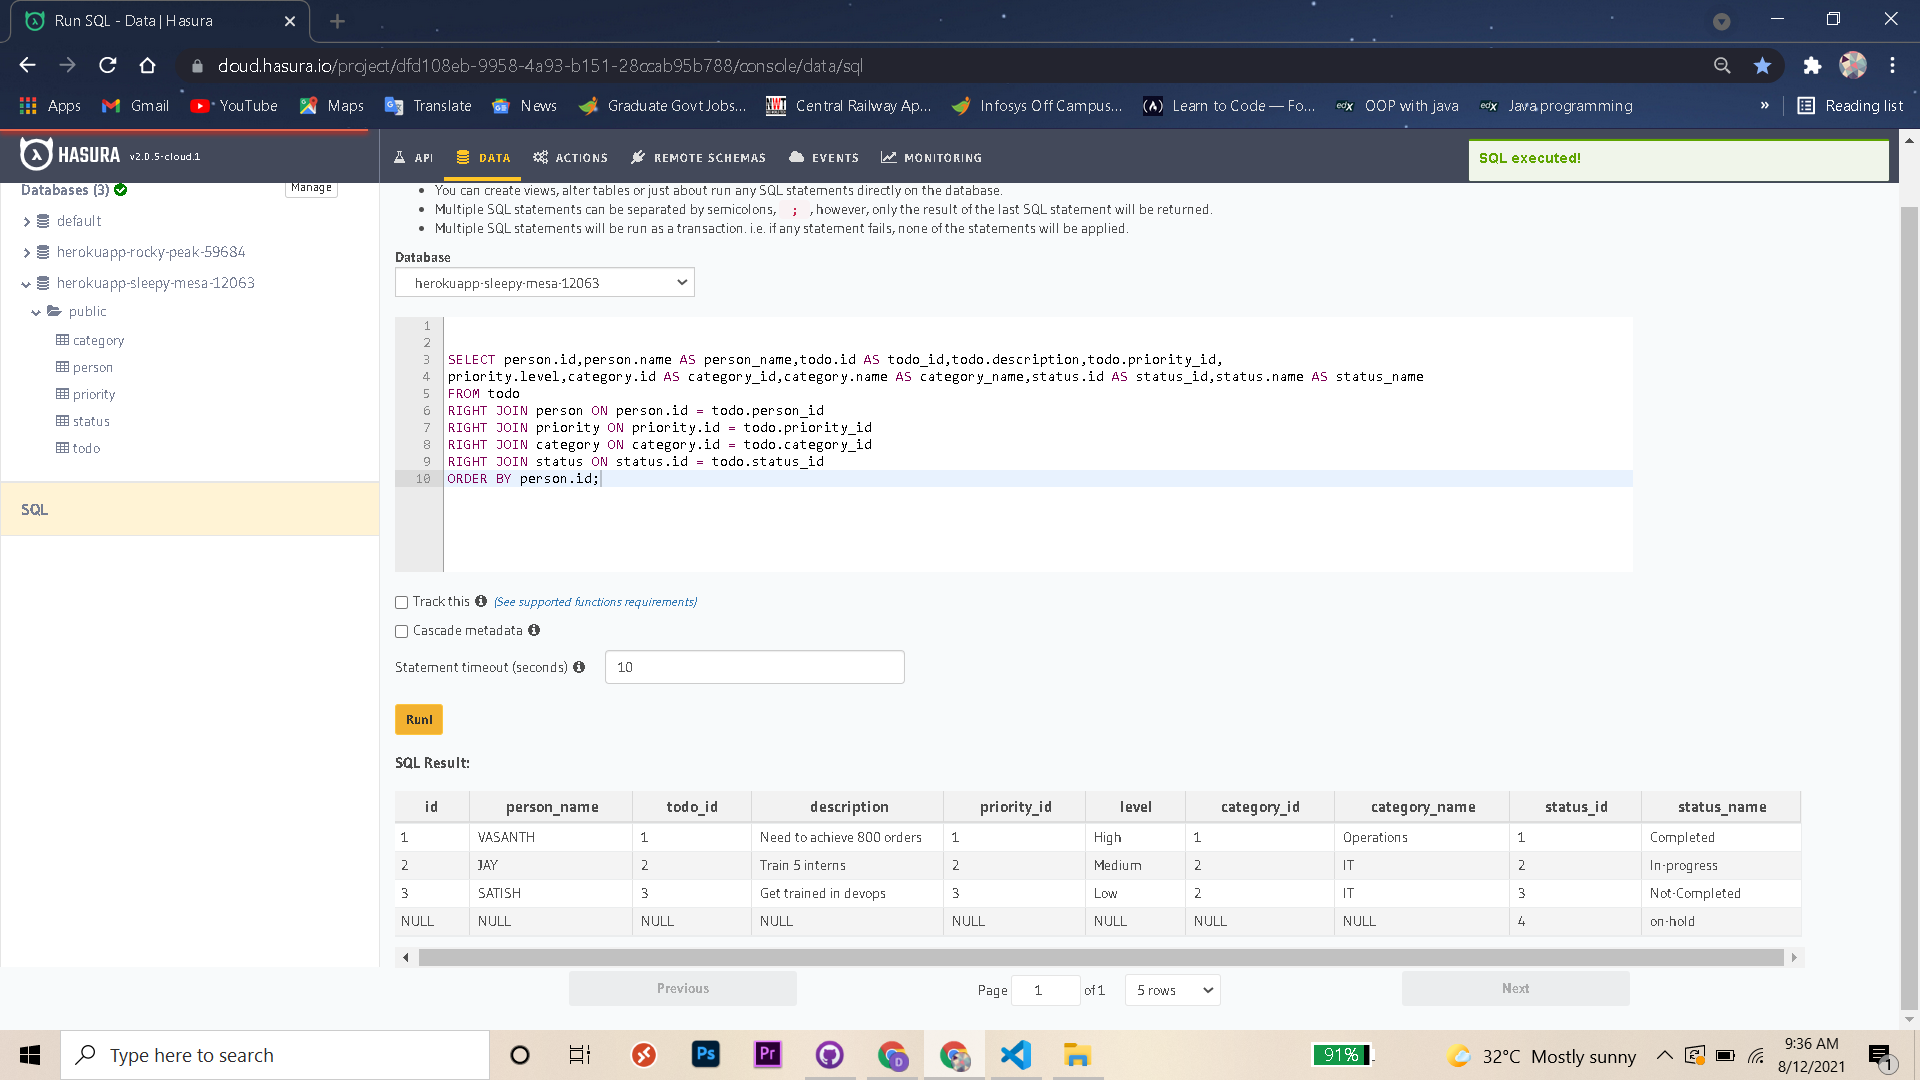 Run SQL - Data | Hasura
cloud.hasura.io/project/dfd108eb-9958-4a93-b151-28ccab95b788/console/data/sql
Apps
Gmail
YouTube
Maps
Translate
News
Graduate Govt Jobs...
NWT
Central Railway Ap...
Infosys Off Campus...
(A)
Learn to Code — Fo...
edX
OOP with java
edX
Java programming
»
Reading list
HASURA
v2.0.5-cloud.1
API
DATA
ACTIONS
REMOTE SCHEMAS
EVENTS
MONITORING
SQL executed!
Databases (3)
Manage
default
herokuapp-rocky-peak-59684
herokuapp-sleepy-mesa-12063
public
category
person
priority
status
todo
SQL
You can create views, alter tables or just about run any SQL statements directly on the database.
Multiple SQL statements can be separated by semicolons, ; , however, only the result of the last SQL statement will be returned.
Multiple SQL statements will be run as a transaction. i.e. if any statement fails, none of the statements will be applied.
Database
herokuapp-sleepy-mesa-12063
1
2
3 SELECT person.id,person.name AS person_name,todo.id AS todo_id,todo.description,todo.priority_id,
4 priority.level,category.id AS category_id,category.name AS category_name,status.id AS status_id,status.name AS status_name
5 FROM todo
6 RIGHT JOIN person ON person.id = todo.person_id
7 RIGHT JOIN priority ON priority.id = todo.priority_id
8 RIGHT JOIN category ON category.id = todo.category_id
9 RIGHT JOIN status ON status.id = todo.status_id
10 ORDER BY person.id;
Track this (See supported functions requirements)
Cascade metadata
Statement timeout (seconds) 10
Run!
SQL Result:
id person_name todo_id description priority_id level category_id category_name status_id status_name
1 VASANTH 1 Need to achieve 800 orders 1 High 1 Operations 1 Completed
2 JAY 2 Train 5 interns 2 Medium 2 IT 2 In-progress
3 SATISH 3 Get trained in devops 3 Low 2 IT 3 Not-Completed
NULL NULL NULL NULL NULL NULL NULL NULL 4 on-hold
Previous
Page 1 of 1
5 rows
Next
Type here to search
Ps
Pr
D
91%
32°C Mostly sunny
9:36 AM
8/12/2021
1